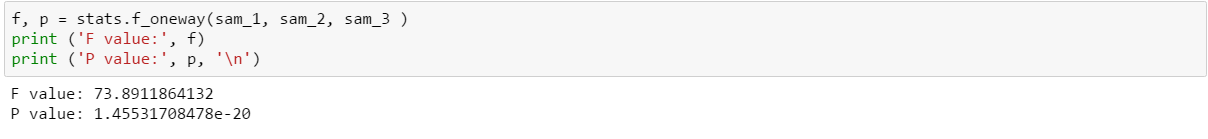 f, p = stats.f_oneway(sam_1, sam_2, sam_3 )
print ('F value:', f)
print ('P value:', p, '\n')
F value: 73.8911864132
P value: 1.45531708478e-20